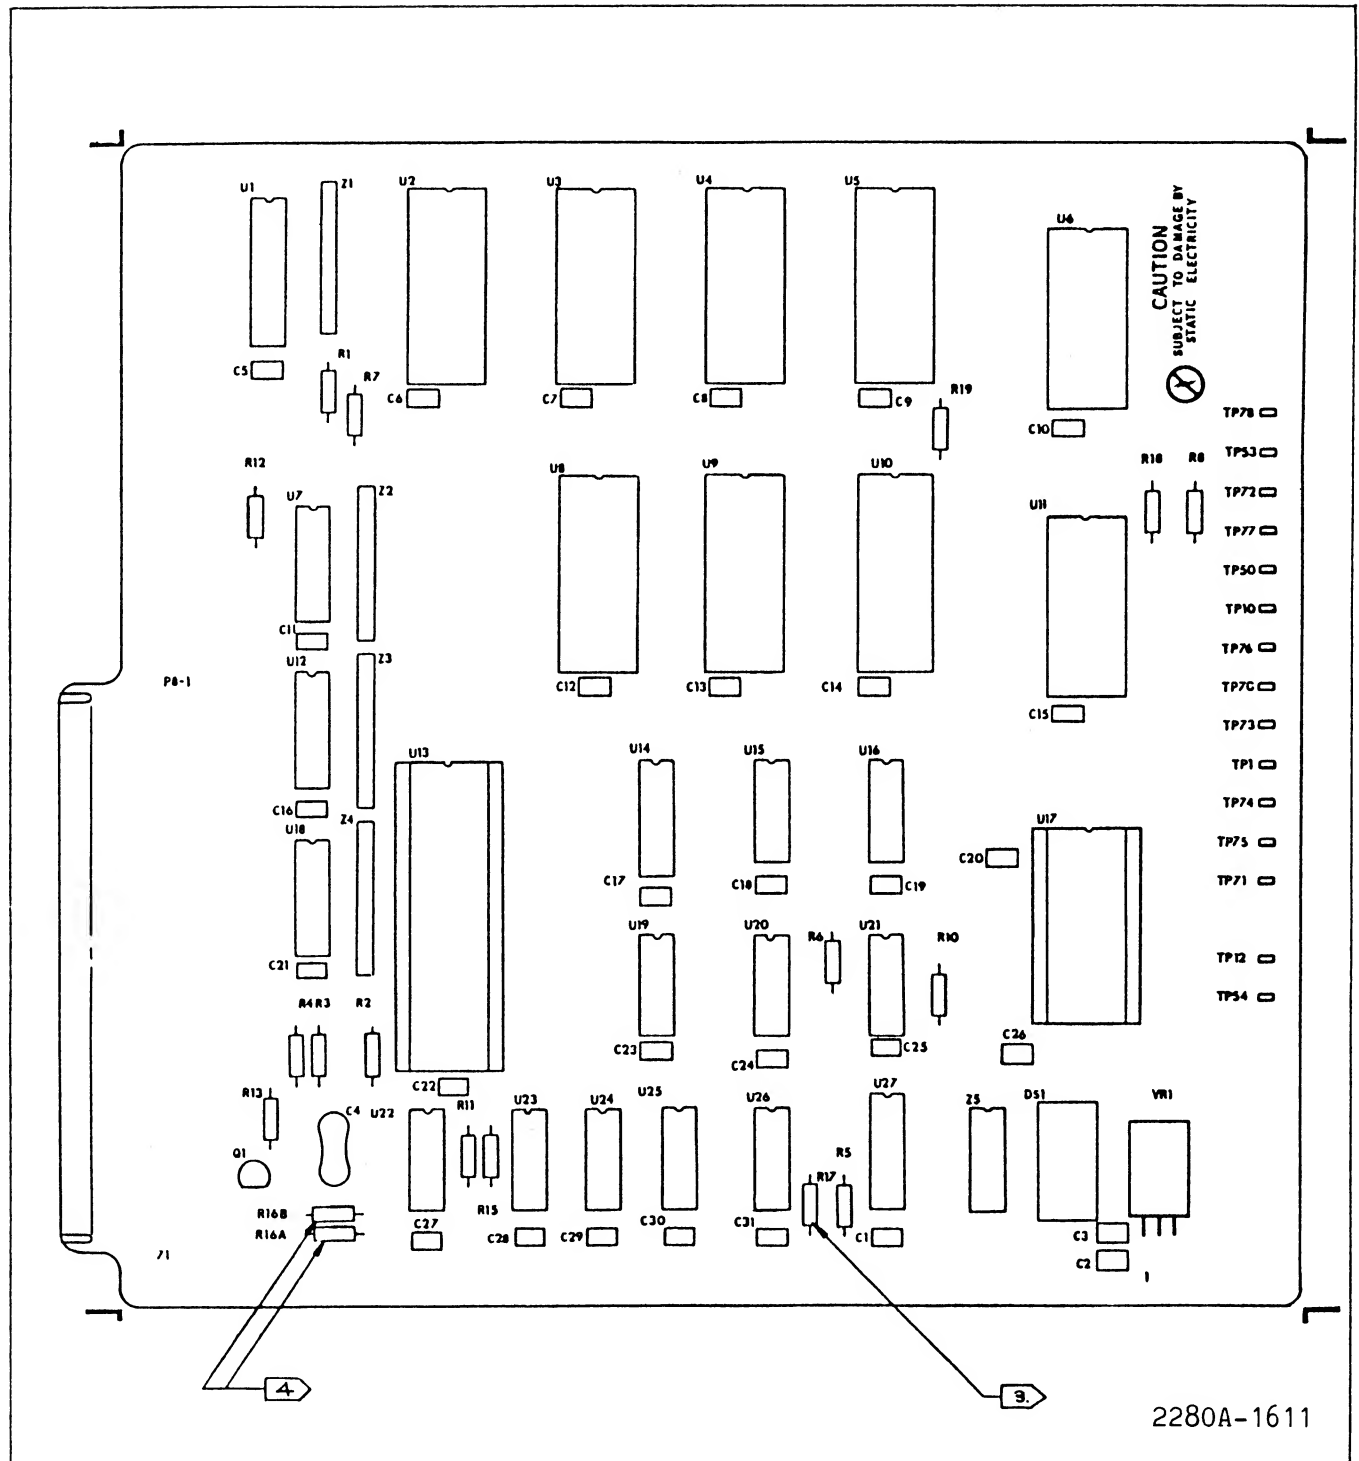 U1
Z1
U2
U3
U4
U5
U6
CAUTION
SUBJECT TO DAMAGE BY
STATIC ELECTRICITY
C5
R1
R7
C6
C7
C8
C9
R19
C10
TP78
TP53
R12
U7
Z2
U8
U9
U10
U11
R18
R8
TP72
TP77
TP50
TP10
TP76
C11
U12
Z3
P8-1
C12
C13
C14
C15
TP70
TP73
TP1
TP74
TP75
TP71
C16
U18
Z4
U13
U14
U15
U16
U17
C20
C17
C18
C19
U19
U20
R6
U21
R10
TP12
TP54
C21
R4
R3
R2
C23
C24
C25
C26
R13
C4
U22
C22
R11
U23
U24
U25
U26
U27
Z5
DS1
VR1
Q1
R17
R5
R16B
R16A
R15
C27
C28
C29
C30
C31
C1
C3
C2
71
1
4
3.
2280A-1611